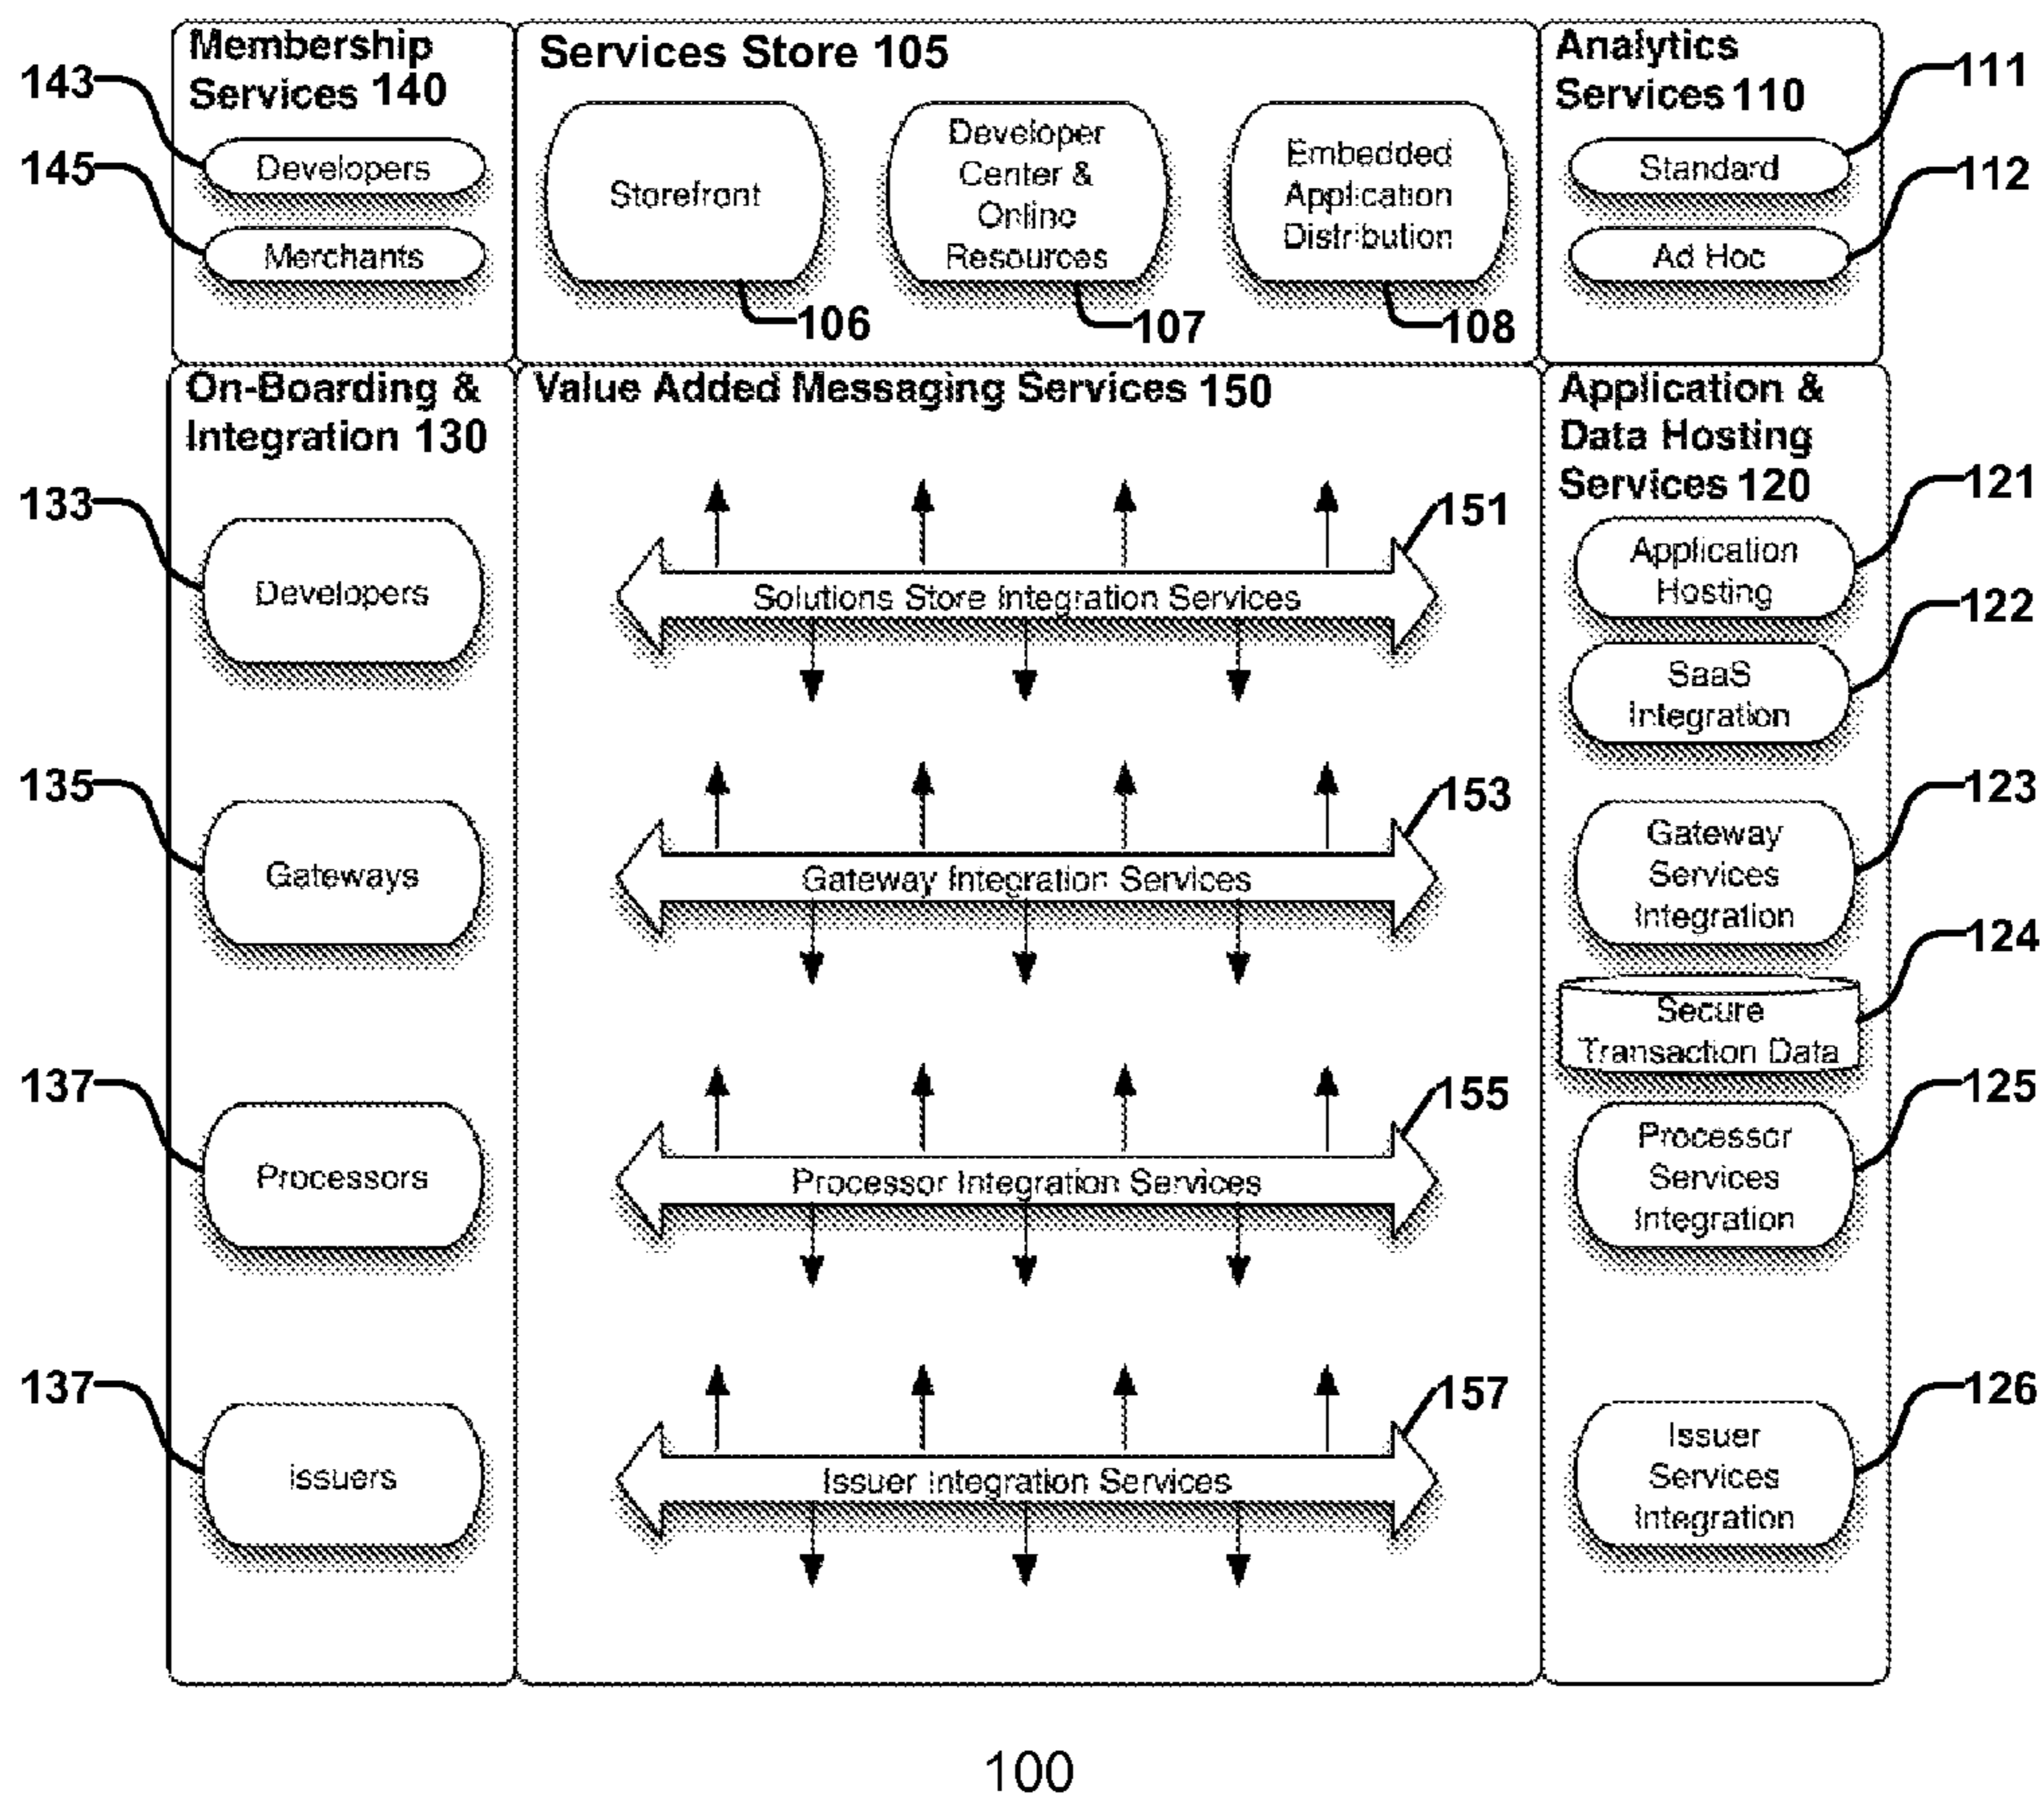 Membership
Services 140
143
Developers
145
Merchants
Services Store 105
Storefront
106
Developer
Center &
Online
Resources
107
Embedded
Application
Distribution
108
Analytics
Services 110
111
Standard
112
Ad Hoc
On-Boarding &
Integration 130
133
Developers
135
Gateways
137
Processors
137
Issuers
Value Added Messaging Services 150
151
Solutions Store Integration Services
153
Gateway Integration Services
155
Processor Integration Services
157
Issuer Integration Services
Application &
Data Hosting
Services 120
121
Application
Hosting
122
SaaS
Integration
123
Gateway
Services
Integration
124
Secure
Transaction Data
125
Processor
Services
Integration
126
Issuer
Services
Integration
100